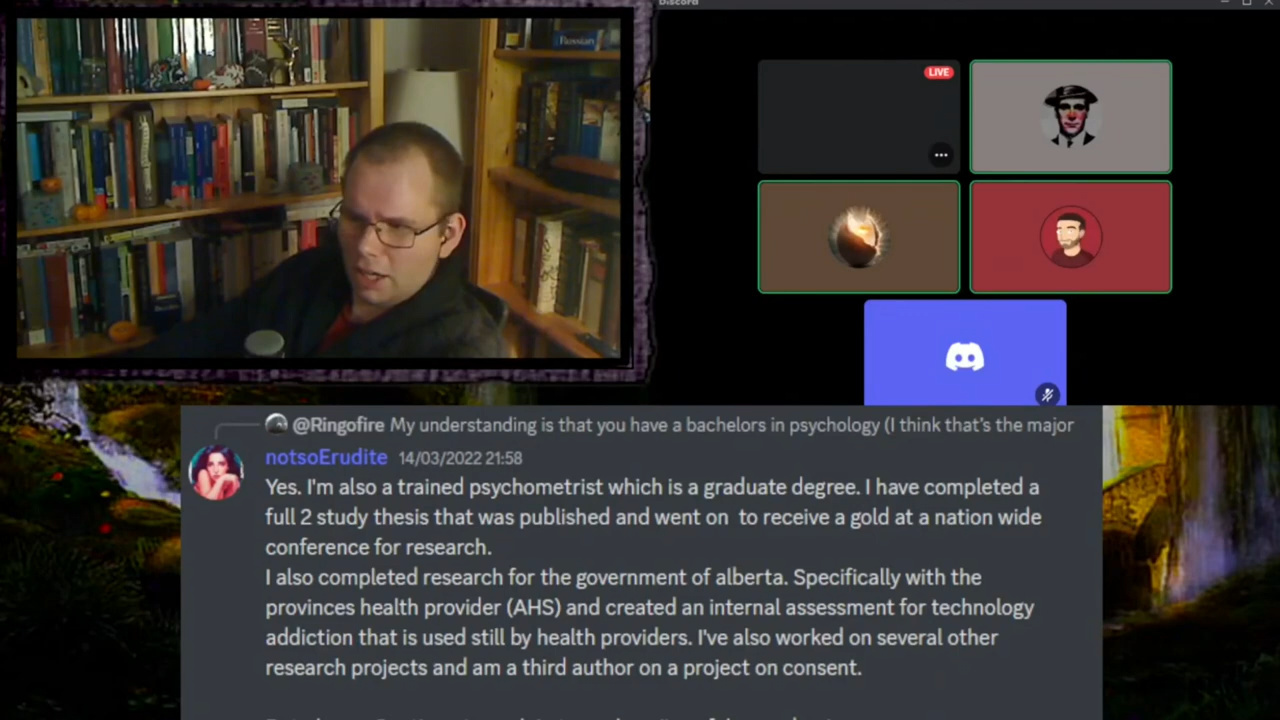 Discord
Russian
LIVE
@Ringofire My understanding is that you have a bachelors in psychology (I think that's the major
notsoErudite 14/03/2022 21:58
Yes. I'm also a trained psychometrist which is a graduate degree. I have completed a
full 2 study thesis that was published and went on to receive a gold at a nation wide
conference for research.
I also completed research for the government of alberta. Specifically with the
provinces health provider (AHS) and created an internal assessment for technology
addiction that is used still by health providers. I've also worked on several other
research projects and am a third author on a project on consent.